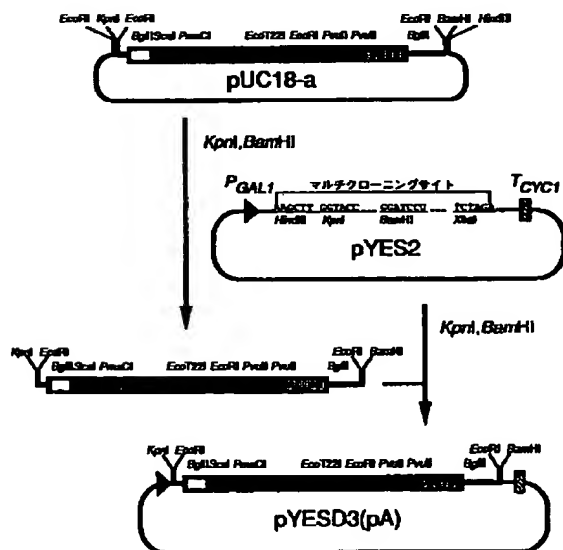 EcoRI KpnI EcoRI
EcoRI BamHI HindIII
BglII ScaI PmaCI
EcoT22I EcoRI PvuII PvuII
BglII
pUC18-a
KpnI,BamHI
PGAL1
マルチクローニングサイト
TCYC1
AAGCTT GGTACC GGATCCU ---- TCTAGA
HindIII KpnI BamHI XbaI
pYES2
KpnI,BamHI
KpnI EcoRI
EcoRI BamHI
BglII ScaI PmaCI
EcoT22I EcoRI PvuII PvuII
BglII
KpnI EcoRI
EcoRI BamHI
BglII ScaI PmaCI
EcoT22I EcoRI PvuII PvuII
BglII
pYESD3(pA)